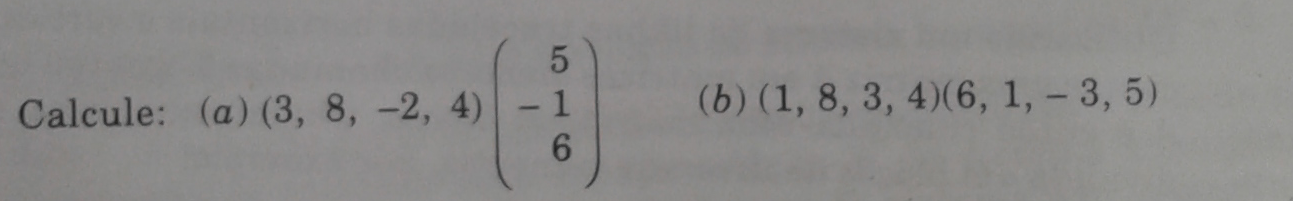 Calcule: (a) (3, 8, −2, 4) ( 5 (b) (1, 8, 3, 4)(6, 1, − 3, 5)
− 1
6 )